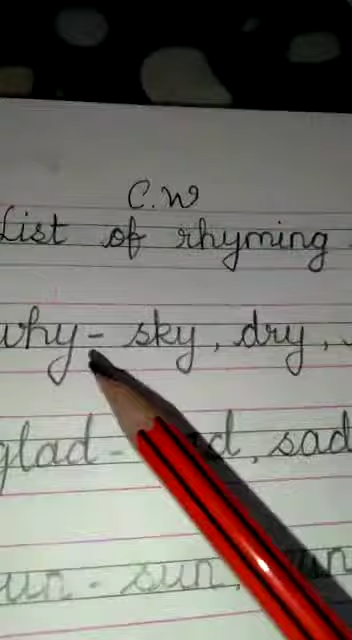 C.W
List of rhyming
why - sky, dry,
glad - sad
sun,